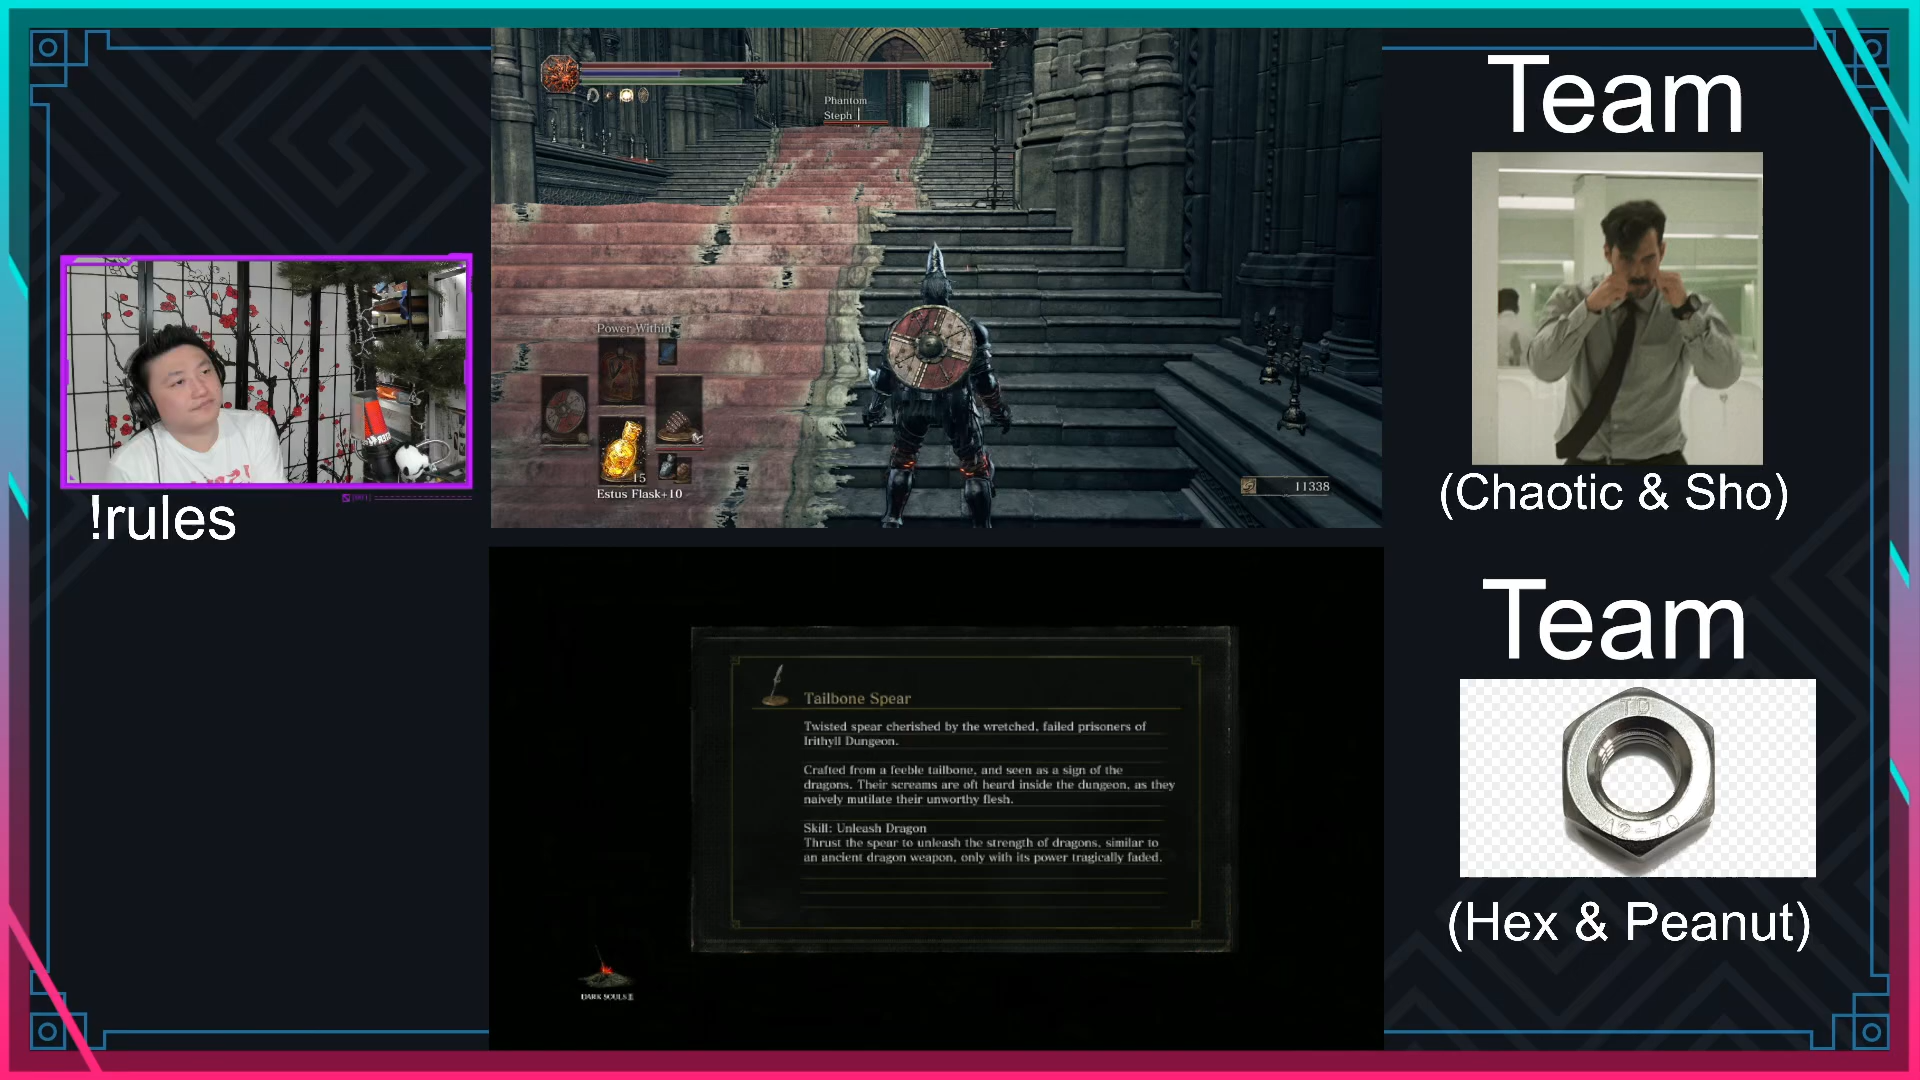 Team
Phantom
Steph
Power Within
15
Estus Flask+10
11338
(Chaotic & Sho)
!rules
Team
Tailbone Spear
Twisted spear cherished by the wretched, failed prisoners of
Irithyll Dungeon.
Crafted from a feeble tailbone, and seen as a sign of the
dragons. Their screams are oft heard inside the dungeon, as they
naively mutilate their unworthy flesh.
Skill: Unleash Dragon
Thrust the spear to unleash the strength of dragons, similar to
an ancient dragon weapon, only with its power tragically faded.
TD
A2-70
(Hex & Peanut)
DARK SOULS III